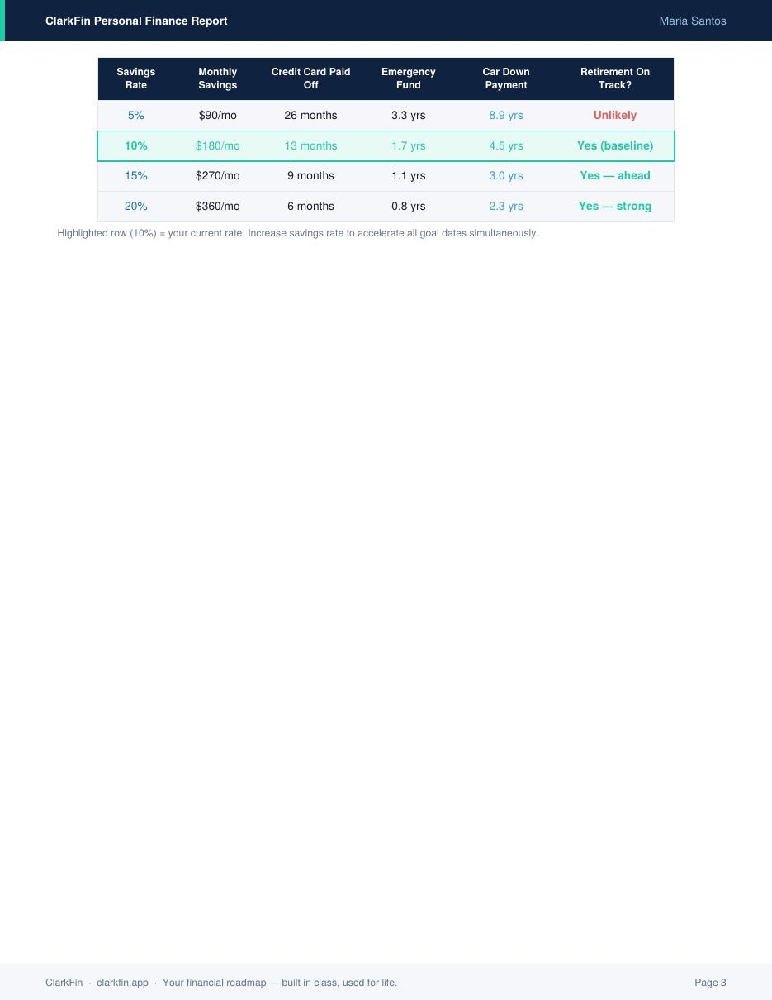 ClarkFin Personal Finance Report
Maria Santos
Savings Rate | Monthly Savings | Credit Card Paid Off | Emergency Fund | Car Down Payment | Retirement On Track?
5% | $90/mo | 26 months | 3.3 yrs | 8.9 yrs | Unlikely
10% | $180/mo | 13 months | 1.7 yrs | 4.5 yrs | Yes (baseline)
15% | $270/mo | 9 months | 1.1 yrs | 3.0 yrs | Yes — ahead
20% | $360/mo | 6 months | 0.8 yrs | 2.3 yrs | Yes — strong
Highlighted row (10%) = your current rate. Increase savings rate to accelerate all goal dates simultaneously.
ClarkFin · clarkfin.app · Your financial roadmap — built in class, used for life.
Page 3